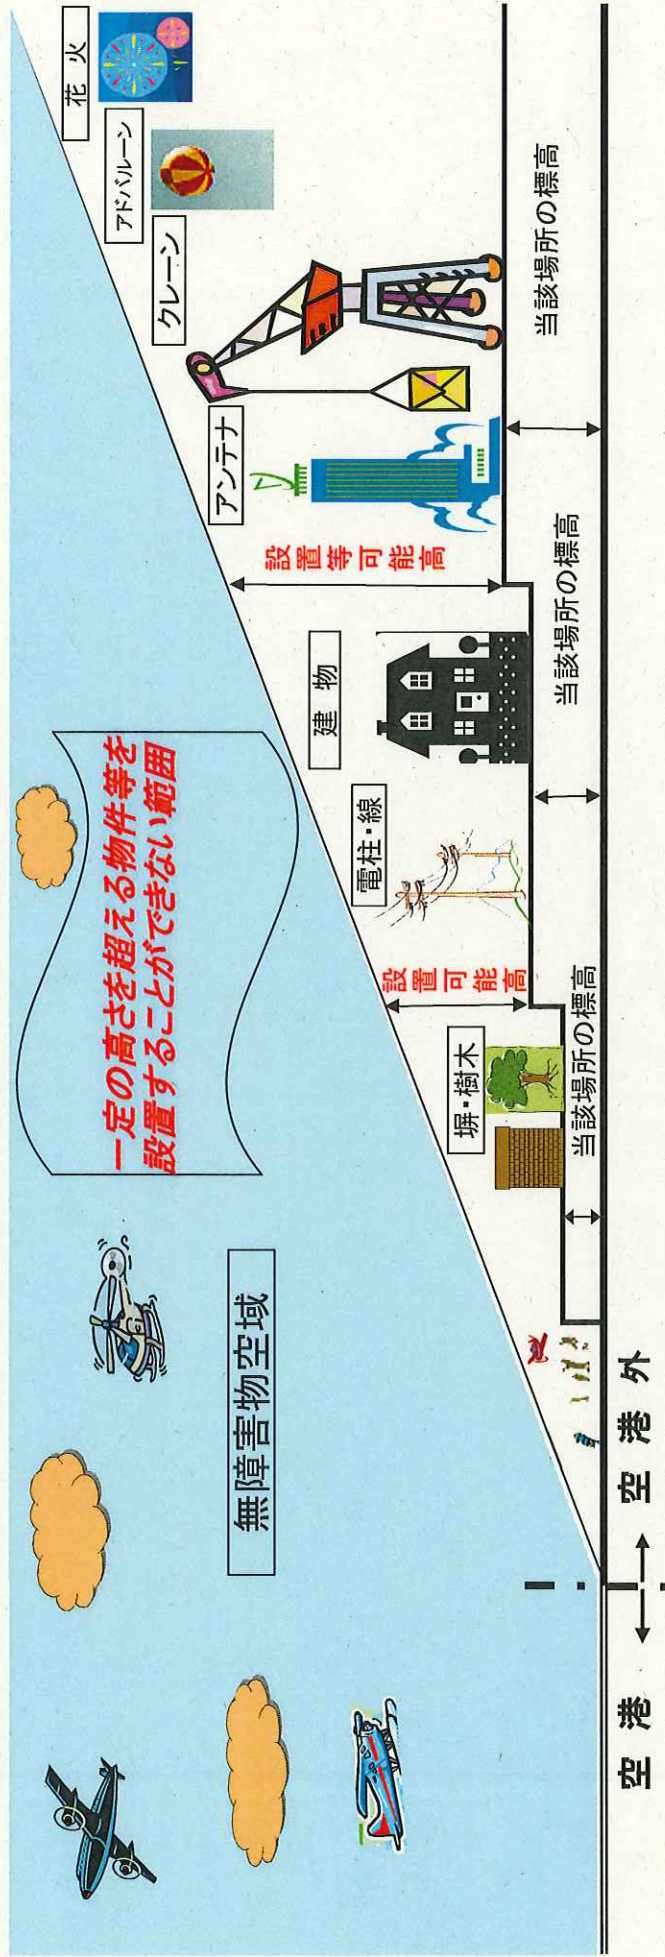 一定の高さを超える物件等を
設置することができない範囲
無障害物空域
花火
アドバルーン
クレーン
アンテナ
設置等可能高
建物
電柱・線
設置可能高
塀・樹木
当該場所の標高
当該場所の標高
当該場所の標高
空港
空港外